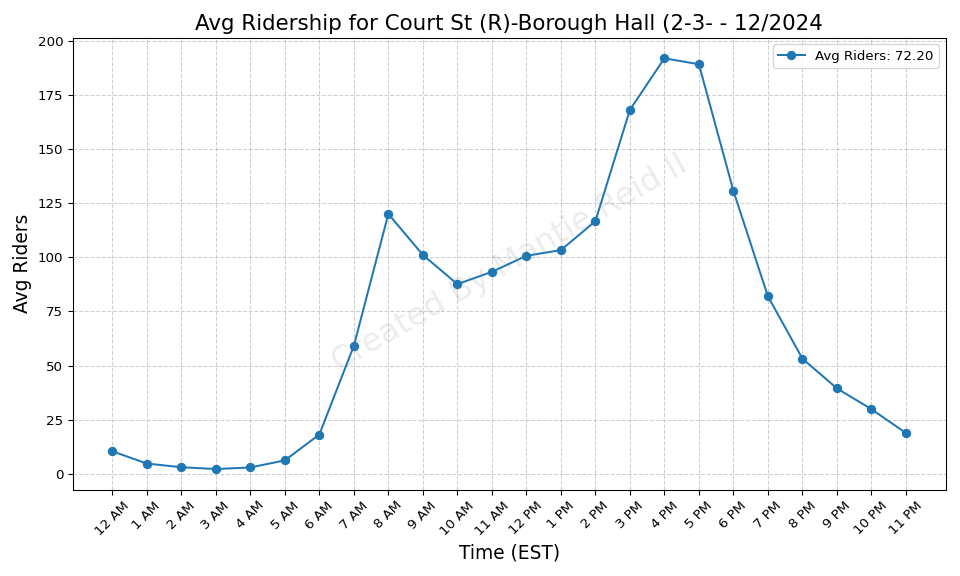 Avg Ridership for Court St (R)-Borough Hall (2-3- - 12/2024
Avg Riders: 72.20
200
175
150
125
100
75
50
25
0
Avg Riders
Created By Mantie Reid II
12 AM
1 AM
2 AM
3 AM
4 AM
5 AM
6 AM
7 AM
8 AM
9 AM
10 AM
11 AM
12 PM
1 PM
2 PM
3 PM
4 PM
5 PM
6 PM
7 PM
8 PM
9 PM
10 PM
11 PM
Time (EST)